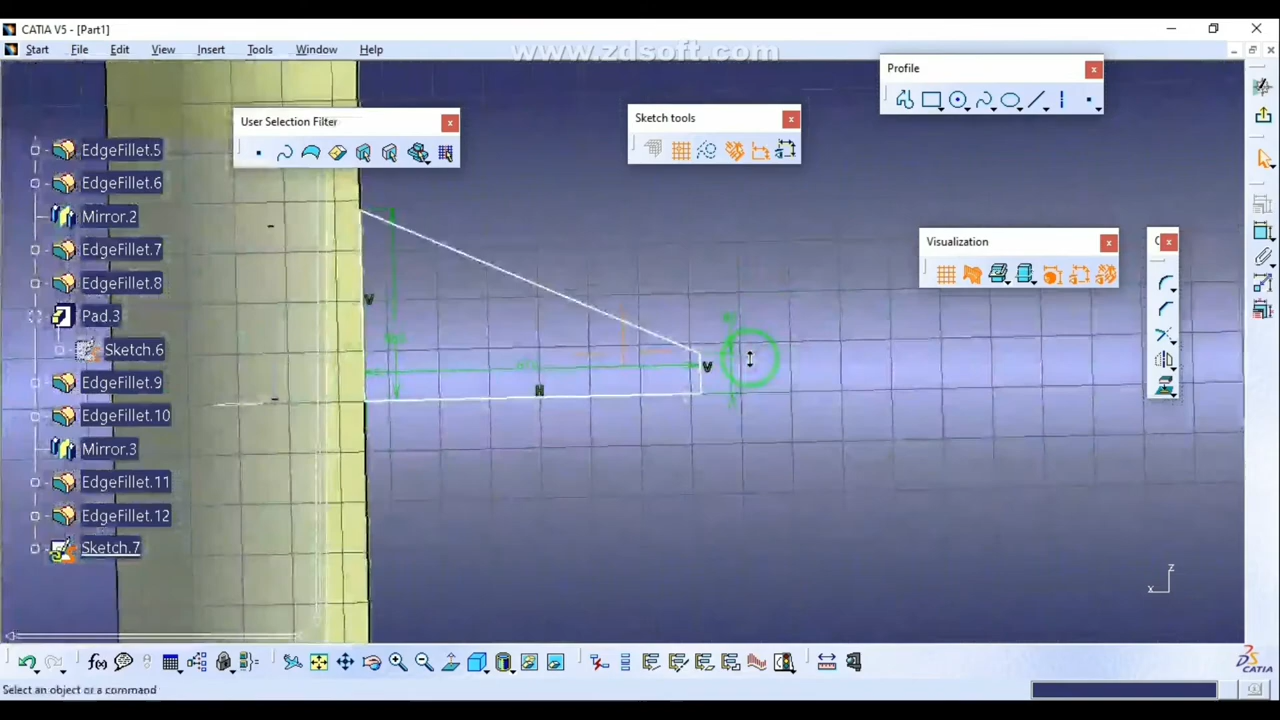 CATIA V5 - [Part1]
www.zdsoft.com
Start File Edit View Insert Tools Window Help
Profile
User Selection Filter
Sketch tools
Visualization
EdgeFillet.5
EdgeFillet.6
Mirror.2
EdgeFillet.7
EdgeFillet.8
Pad.3
Sketch.6
EdgeFillet.9
EdgeFillet.10
Mirror.3
EdgeFillet.11
EdgeFillet.12
Sketch.7
V
V
H
z
x
f(x)
CATIA
Select an object or a command